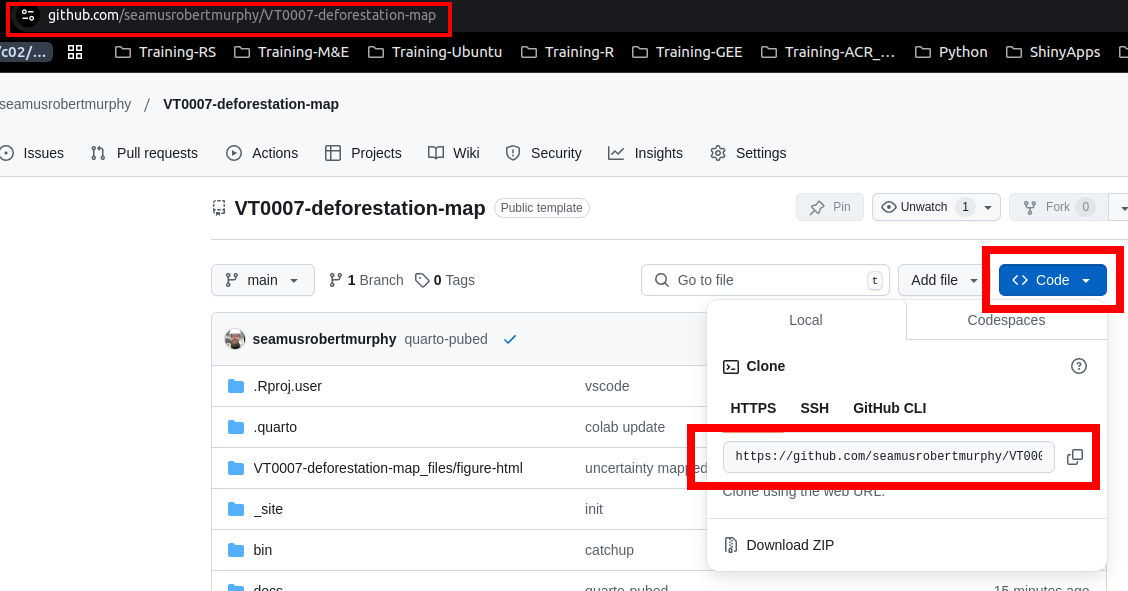 github.com/seamusrobertmurphy/VT0007-deforestation-map
/c02/... Training-RS Training-M&E Training-Ubuntu Training-R Training-GEE Training-ACR_... Python ShinyApps
seamusrobertmurphy / VT0007-deforestation-map
Issues Pull requests Actions Projects Wiki Security Insights Settings
VT0007-deforestation-map Public template Pin Unwatch 1 Fork 0
main 1 Branch 0 Tags Go to file t Add file Code
Local Codespaces
seamusrobertmurphy quarto-pubed
Clone
.Rproj.user vscode
HTTPS SSH GitHub CLI
.quarto colab update
https://github.com/seamusrobertmurphy/VT000
VT0007-deforestation-map_files/figure-html uncertainty mapped
Clone using the web URL.
_site init
Download ZIP
bin catchup
docs quarto-pubed 15 minutes ago